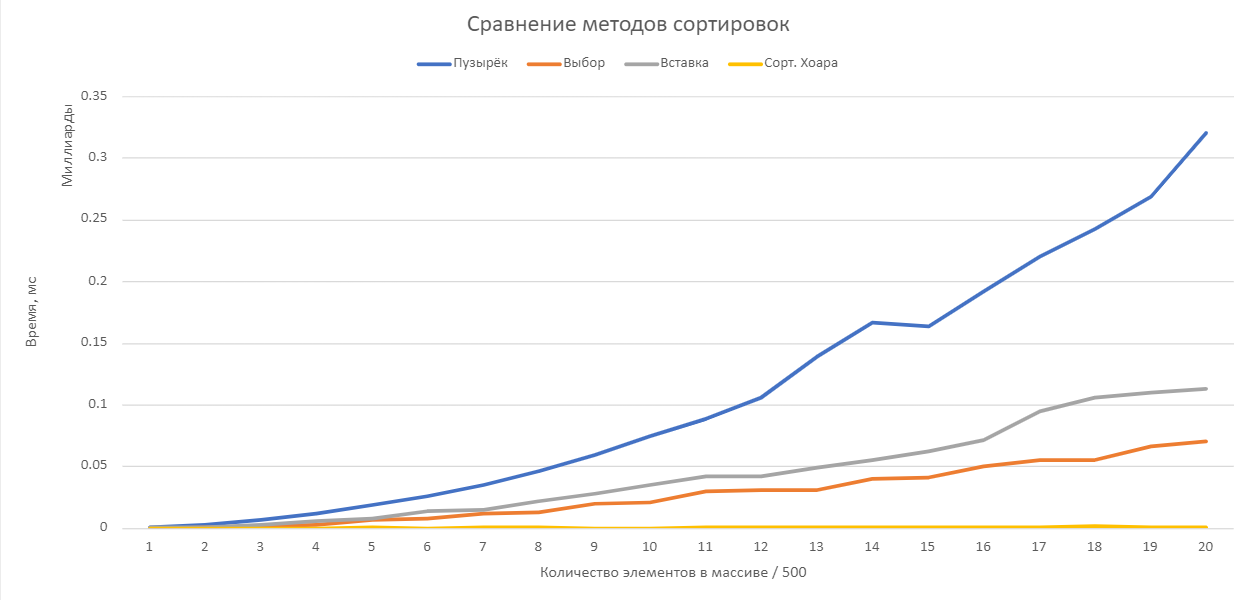 Сравнение методов сортировок
Пузырёк Выбор Вставка Сорт. Хоара
Миллиарды
Время, мс
0.35
0.3
0.25
0.2
0.15
0.1
0.05
0
1 2 3 4 5 6 7 8 9 10 11 12 13 14 15 16 17 18 19 20
Количество элементов в массиве / 500